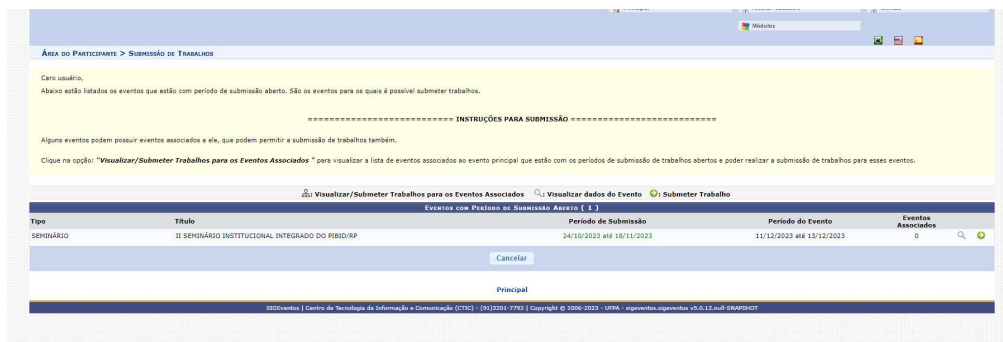 Módulos
ÁREA DO PARTICIPANTE > SUBMISSÃO DE TRABALHOS
Caro usuário,
Abaixo estão listados os eventos que estão com período de submissão aberto. São os eventos para os quais é possível submeter trabalhos.
=========================== INSTRUÇÕES PARA SUBMISSÃO ===========================
Alguns eventos podem possuir eventos associados a ele, que podem permitir a submissão de trabalhos também.
Clique na opção: "Visualizar/Submeter Trabalhos para os Eventos Associados " para visualizar a lista de eventos associados ao evento principal que estão com os períodos de submissão de trabalhos abertos e poder realizar a submissão de trabalhos para esses eventos.
: Visualizar/Submeter Trabalhos para os Eventos Associados : Visualizar dados do Evento : Submeter Trabalho
EVENTOS COM PERÍODO DE SUBMISSÃO ABERTO ( 1 )
Tipo Título Período de Submissão Período do Evento Eventos Associados
SEMINÁRIO II SEMINÁRIO INSTITUCIONAL INTEGRADO DO PIBID/RP 24/10/2023 até 18/11/2023 11/12/2023 até 13/12/2023 0
Cancelar
Principal
SIGEventos | Centro de Tecnologia da Informação e Comunicação (CTIC) - (91)3201-7793 | Copyright © 2006-2023 - UFPA - sigeventos.sigeventos v5.0.12.null-SNAPSHOT